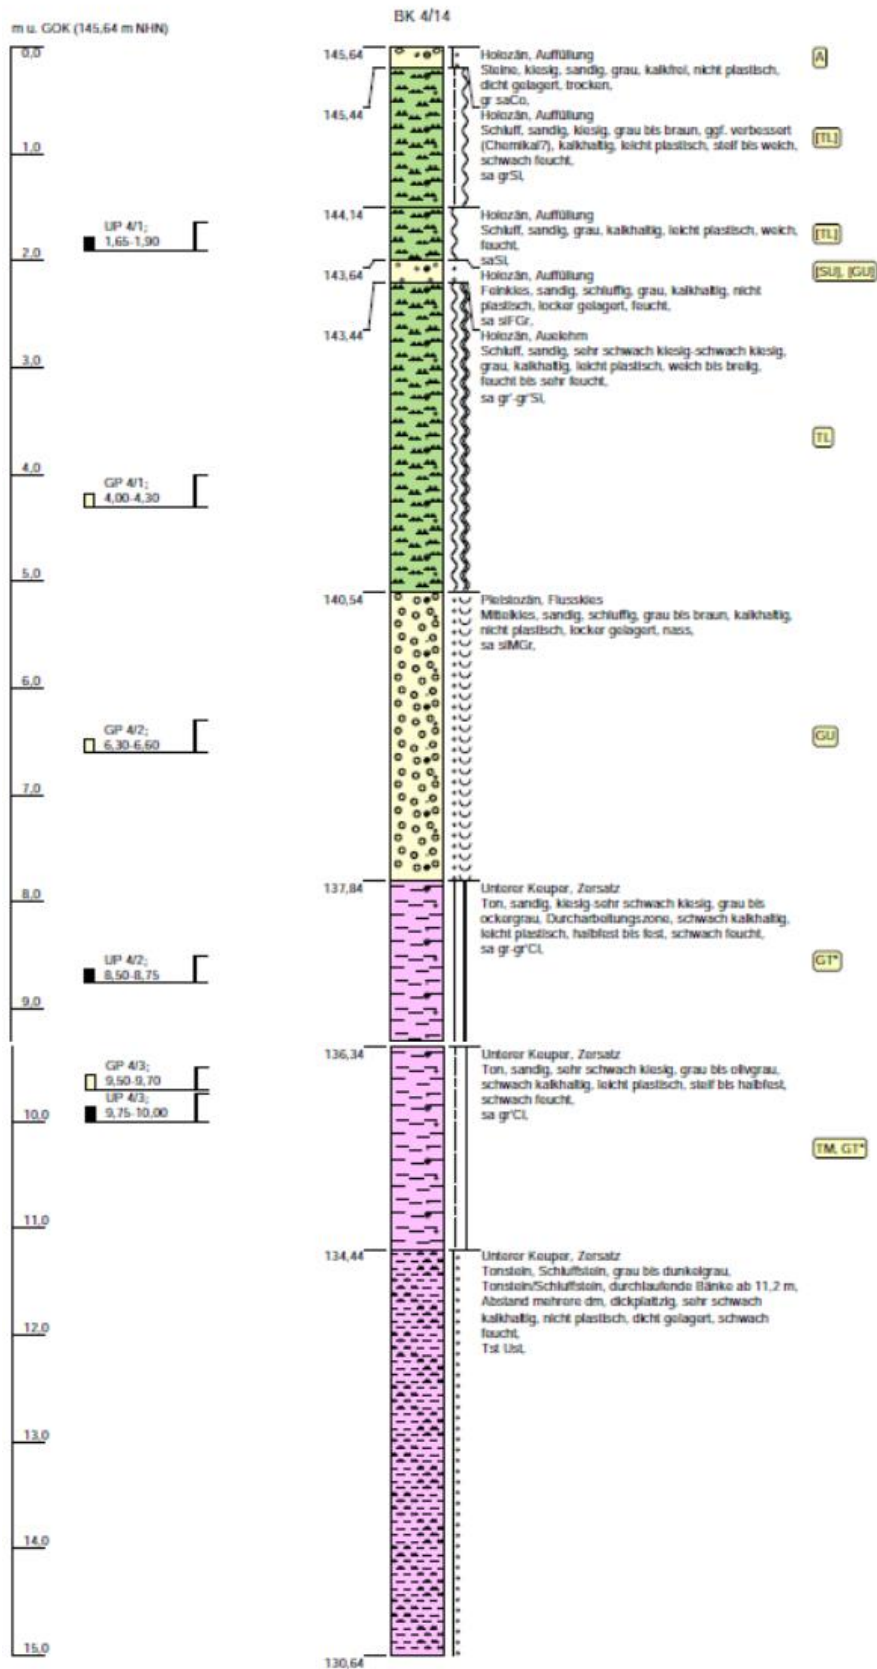 BK 4/14
m u. GOK (145,64 m NHN)
0,0
145,64
Holozän, Auffüllung
A
Steine, kiesig, sandig, grau, kalkfrei, nicht plastisch,
dicht gelagert, trocken,
gr saCo,
145,44
Holozän, Auffüllung
Schluff, sandig, kiesig, grau bis braun, ggf. verbessert
[TL]
1,0
(Chemikal?), kalkhaltig, leicht plastisch, steif bis weich,
schwach feucht,
sa grSi,
144,14
Holozän, Auffüllung
UP 4/1;
1,65-1,90
Schluff, sandig, grau, kalkhaltig, leicht plastisch, weich,
[TL]
feucht,
2,0
saSi,
143,64
Holozän, Auffüllung
[SU], [GU]
Feinkies, sandig, schluffig, grau, kalkhaltig, nicht
plastisch, locker gelagert, feucht,
sa siFGr,
143,44
Holozän, Auelehm
Schluff, sandig, sehr schwach kiesig-schwach kiesig,
3,0
grau, kalkhaltig, leicht plastisch, weich bis breiig,
feucht bis sehr feucht,
sa gr'-gr'Si,
TL
4,0
GP 4/1;
4,00-4,30
5,0
140,54
Pleistozän, Flusskies
Mittelkies, sandig, schluffig, grau bis braun, kalkhaltig,
nicht plastisch, locker gelagert, nass,
sa siMGr,
6,0
GP 4/2;
6,30-6,60
GU
7,0
8,0
137,84
Unterer Keuper, Zersatz
Ton, sandig, kiesig-sehr schwach kiesig, grau bis
ockergrau, Durcharbeitungszone, schwach kalkhaltig,
leicht plastisch, halbfest bis fest, schwach feucht,
sa gr-gr'Cl,
UP 4/2;
8,50-8,75
GT*
9,0
136,34
Unterer Keuper, Zersatz
GP 4/3;
9,50-9,70
Ton, sandig, sehr schwach kiesig, grau bis olivgrau,
schwach kalkhaltig, leicht plastisch, steif bis halbfest,
schwach feucht,
sa gr'Cl,
UP 4/3;
9,75-10,00
10,0
TM, GT*
11,0
134,44
Unterer Keuper, Zersatz
Tonstein, Schluffstein, grau bis dunkelgrau,
Tonstein/Schluffstein, durchlaufende Bänke ab 11,2 m,
Abstand mehrere dm, dickplattig, sehr schwach
kalkhaltig, nicht plastisch, dicht gelagert, schwach
feucht,
Tst Ust,
12,0
13,0
14,0
15,0
130,64